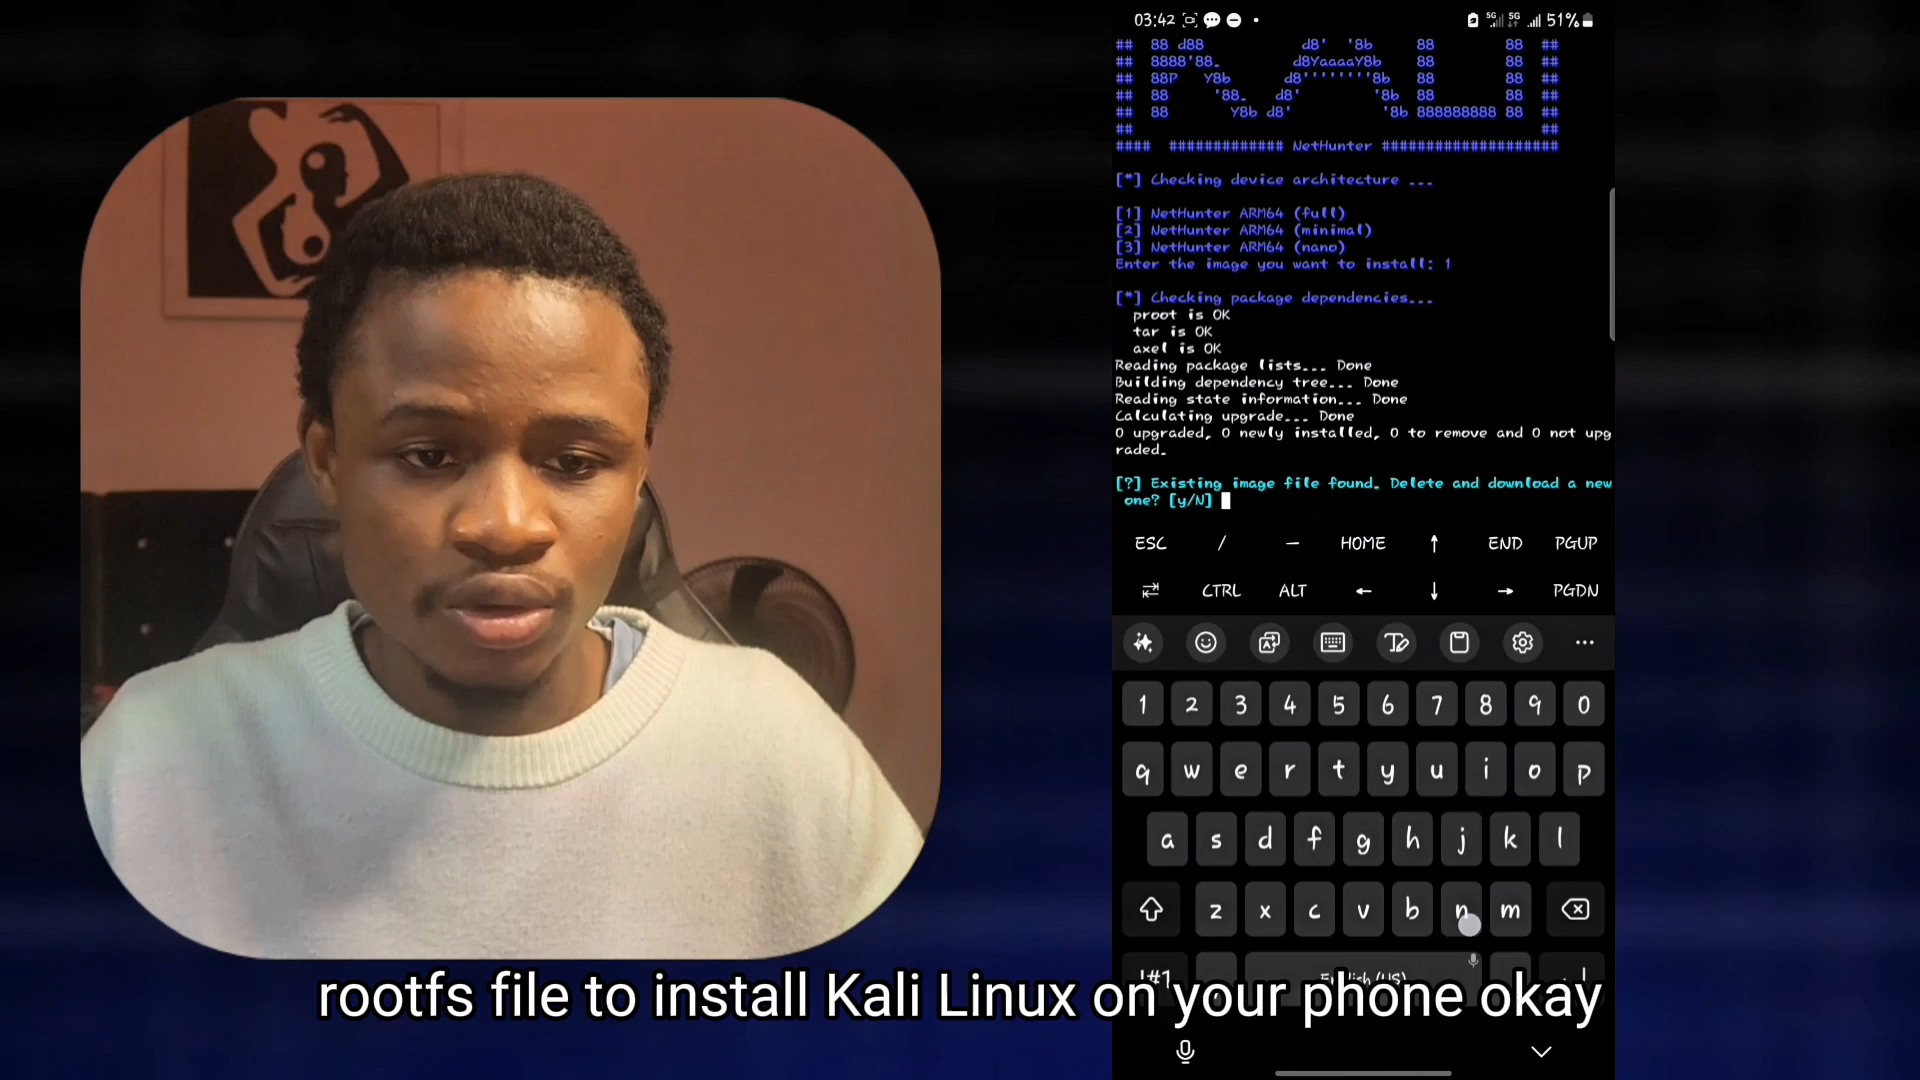 03:42
5G 5G 51%
## 88 d88 d8' '8b 88 88 ##
## 8888'88. d8YaaaaY8b 88 88 ##
## 88P Y8b d8''''''''8b 88 88 ##
## 88 '88. d8' '8b 88 88 ##
## 88 Y8b d8' '8b 888888888 88 ##
## ##
#### ############# NetHunter ####################
[*] Checking device architecture ...
[1] NetHunter ARM64 (full)
[2] NetHunter ARM64 (minimal)
[3] NetHunter ARM64 (nano)
Enter the image you want to install: 1
[*] Checking package dependencies...
proot is OK
tar is OK
axel is OK
Reading package lists... Done
Building dependency tree... Done
Reading state information... Done
Calculating upgrade... Done
0 upgraded, 0 newly installed, 0 to remove and 0 not upg
raded.
[?] Existing image file found. Delete and download a new
one? [y/N]
ESC / — HOME ↑ END PGUP
CTRL ALT ← ↓ → PGDN
1 2 3 4 5 6 7 8 9 0
q w e r t y u i o p
a s d f g h j k l
z x c v b n m
!#1 , English (US) .
rootfs file to install Kali Linux on your phone okay